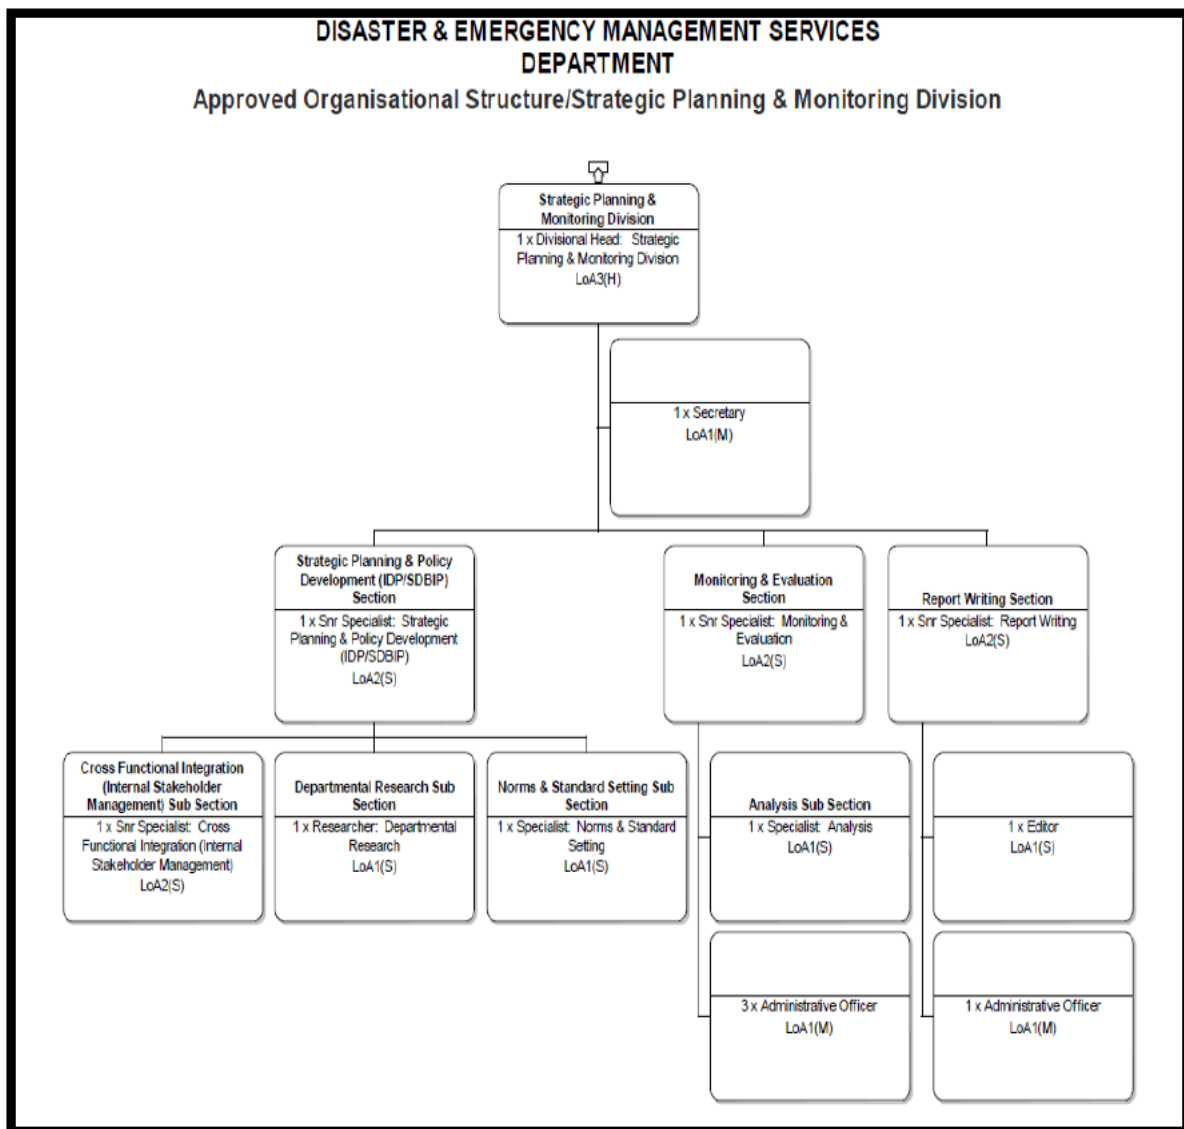 DISASTER & EMERGENCY MANAGEMENT SERVICES
DEPARTMENT
Approved Organisational Structure/Strategic Planning & Monitoring Division
Strategic Planning &
Monitoring Division
1 x Divisional Head: Strategic
Planning & Monitoring Division
LoA3(H)
1 x Secretary
LoA1(M)
Strategic Planning & Policy
Development (IDP/SDBIP)
Section
1 x Snr Specialist: Strategic
Planning & Policy Development
(IDP/SDBIP)
LoA2(S)
Monitoring & Evaluation
Section
1 x Snr Specialist: Monitoring &
Evaluation
LoA2(S)
Report Writing Section
1 x Snr Specialist: Report Writing
LoA2(S)
Cross Functional Integration
(Internal Stakeholder
Management) Sub Section
1 x Snr Specialist: Cross
Functional Integration (Internal
Stakeholder Management)
LoA2(S)
Departmental Research Sub
Section
1 x Researcher: Departmental
Research
LoA1(S)
Norms & Standard Setting Sub
Section
1 x Specialist: Norms & Standard
Setting
LoA1(S)
Analysis Sub Section
1 x Specialist: Analysis
LoA1(S)
1 x Editor
LoA1(S)
3 x Administrative Officer
LoA1(M)
1 x Administrative Officer
LoA1(M)